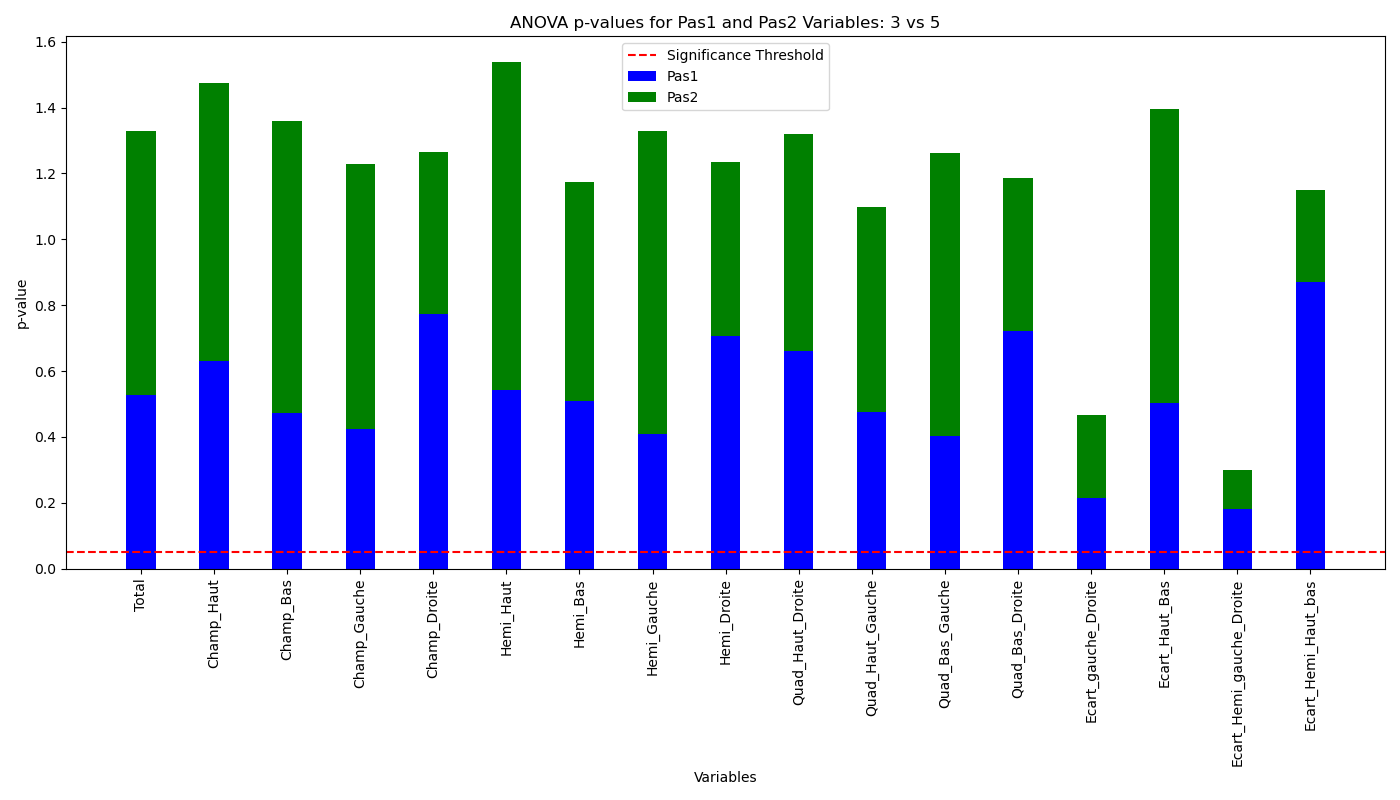 ANOVA p-values for Pas1 and Pas2 Variables: 3 vs 5
Significance Threshold
Pas1
Pas2
p-value
1.6
1.4
1.2
1.0
0.8
0.6
0.4
0.2
0.0
Total
Champ_Haut
Champ_Bas
Champ_Gauche
Champ_Droite
Hemi_Haut
Hemi_Bas
Hemi_Gauche
Hemi_Droite
Quad_Haut_Droite
Quad_Haut_Gauche
Quad_Bas_Gauche
Quad_Bas_Droite
Ecart_gauche_Droite
Ecart_Haut_Bas
Ecart_Hemi_gauche_Droite
Ecart_Hemi_Haut_bas
Variables